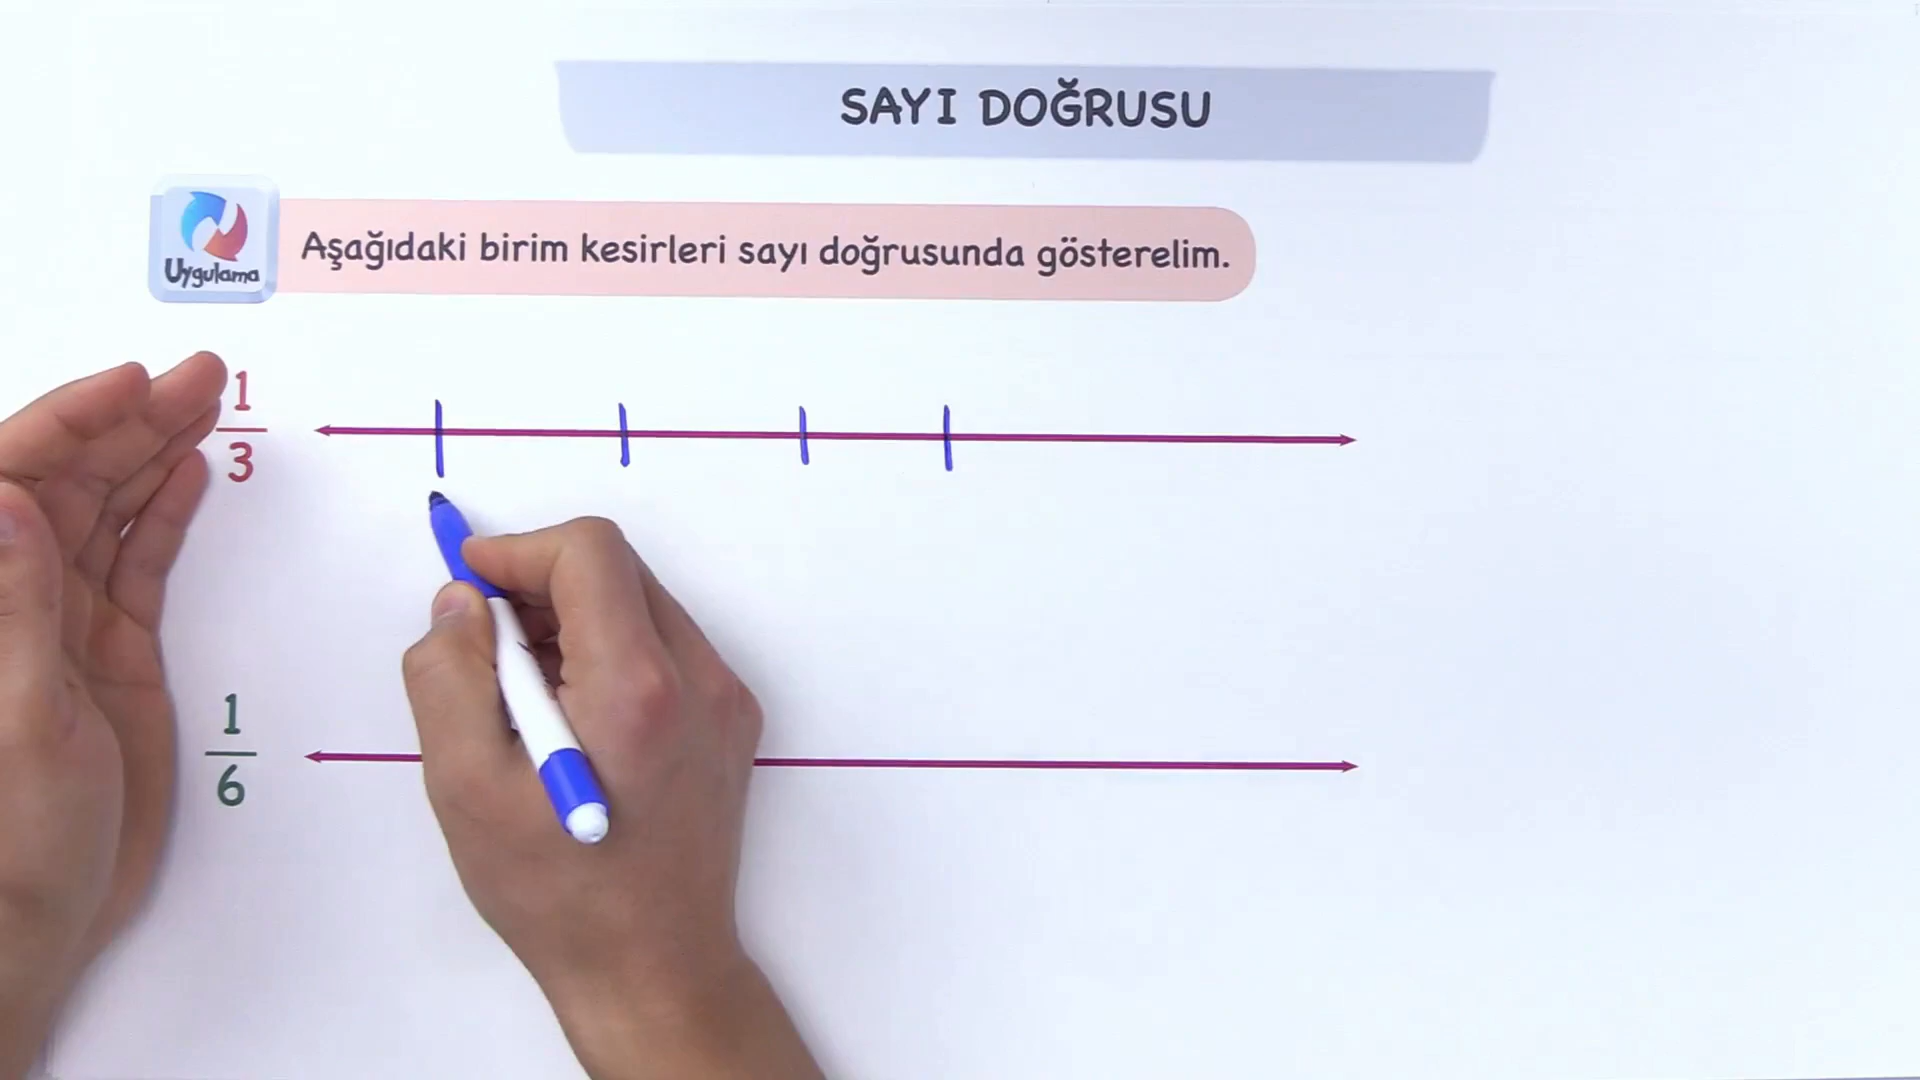 SAYI DOĞRUSU
Uygulama
Aşağıdaki birim kesirleri sayı doğrusunda gösterelim.
1
3
1
6